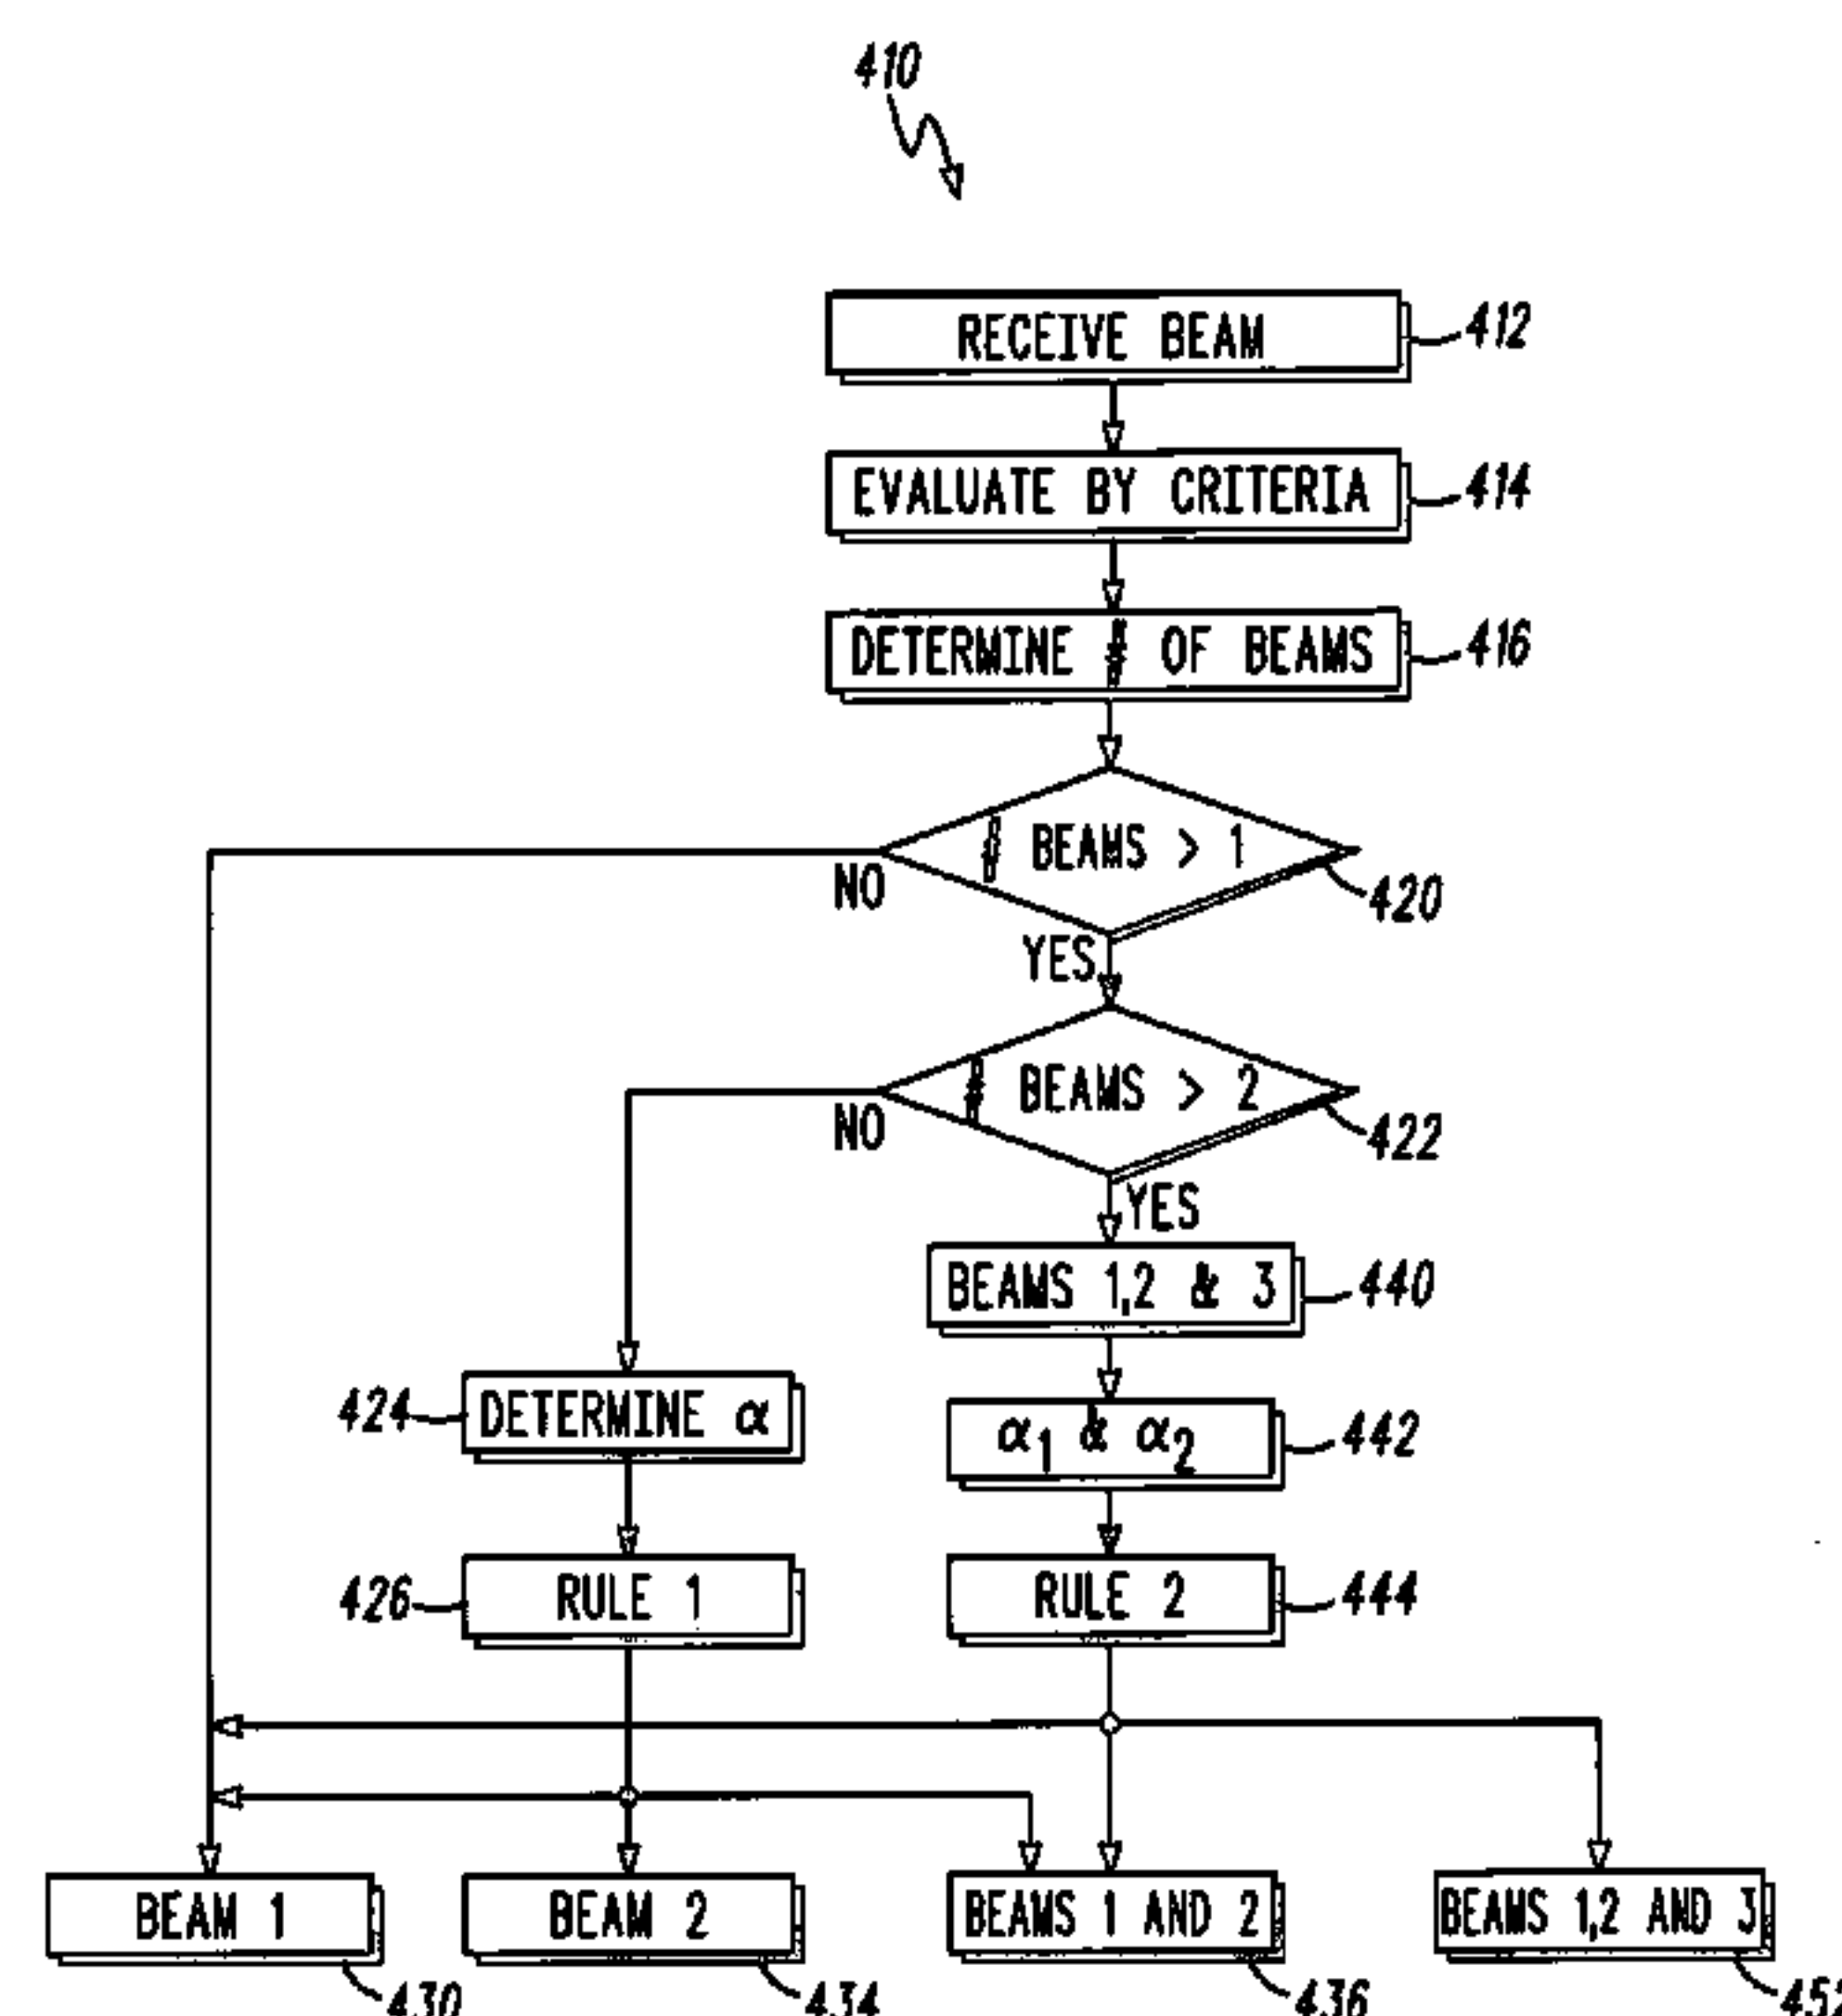 410
RECEIVE BEAM
412
EVALUATE BY CRITERIA
414
DETERMINE # OF BEAMS
416
# BEAMS > 1
420
NO
YES
# BEAMS > 2
422
NO
YES
BEAMS 1,2 & 3
440
424
DETERMINE α
α1 & α2
442
426
RULE 1
RULE 2
444
BEAM 1
BEAM 2
BEAMS 1 AND 2
BEAMS 1,2 AND 3
430
434
436